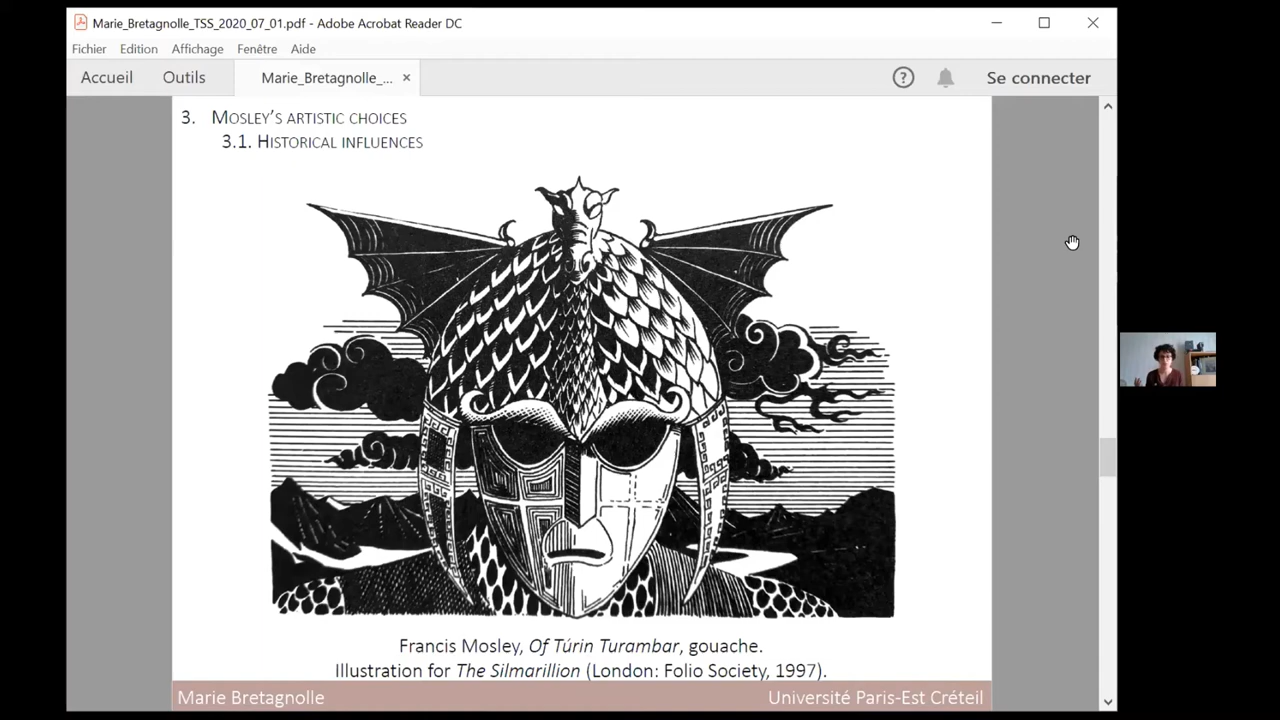 Marie_Bretagnolle_TSS_2020_07_01.pdf - Adobe Acrobat Reader DC
Fichier Edition Affichage Fenêtre Aide
Accueil Outils Marie_Bretagnolle_... × Se connecter
3. Mosley's artistic choices
3.1. Historical influences
Francis Mosley, Of Túrin Turambar, gouache.
Illustration for The Silmarillion (London: Folio Society, 1997).
Marie Bretagnolle Université Paris-Est Créteil